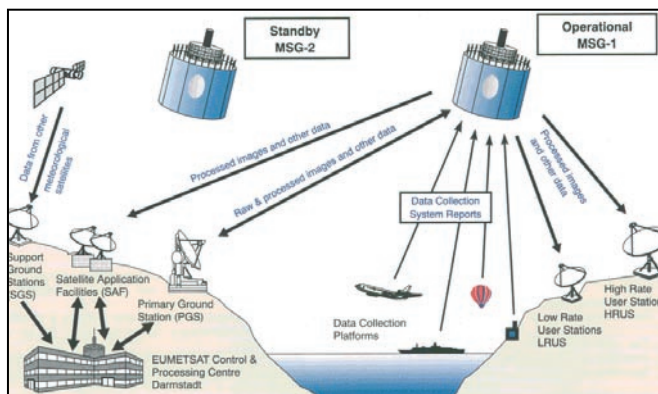 Standby
MSG-2
Operational
MSG-1
Data from other
meteorological
satellites
Processed images and other data
Raw & processed images and other data
Data Collection
System Reports
Processed images
and other data
Support
Ground
Stations
(SGS)
Satellite Application
Facilities (SAF)
Primary Ground
Station (PGS)
EUMETSAT Control &
Processing Centre
Darmstadt
Data Collection
Platforms
Low Rate
User Stations
LRUS
High Rate
User Station
HRUS